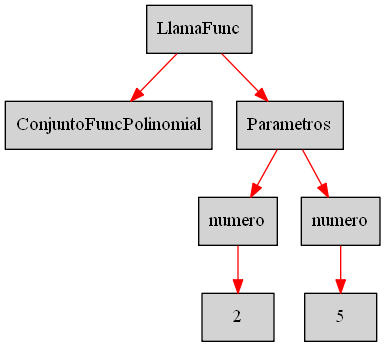 LlamaFunc
ConjuntoFuncPolinomial
Parametros
numero
numero
2
5